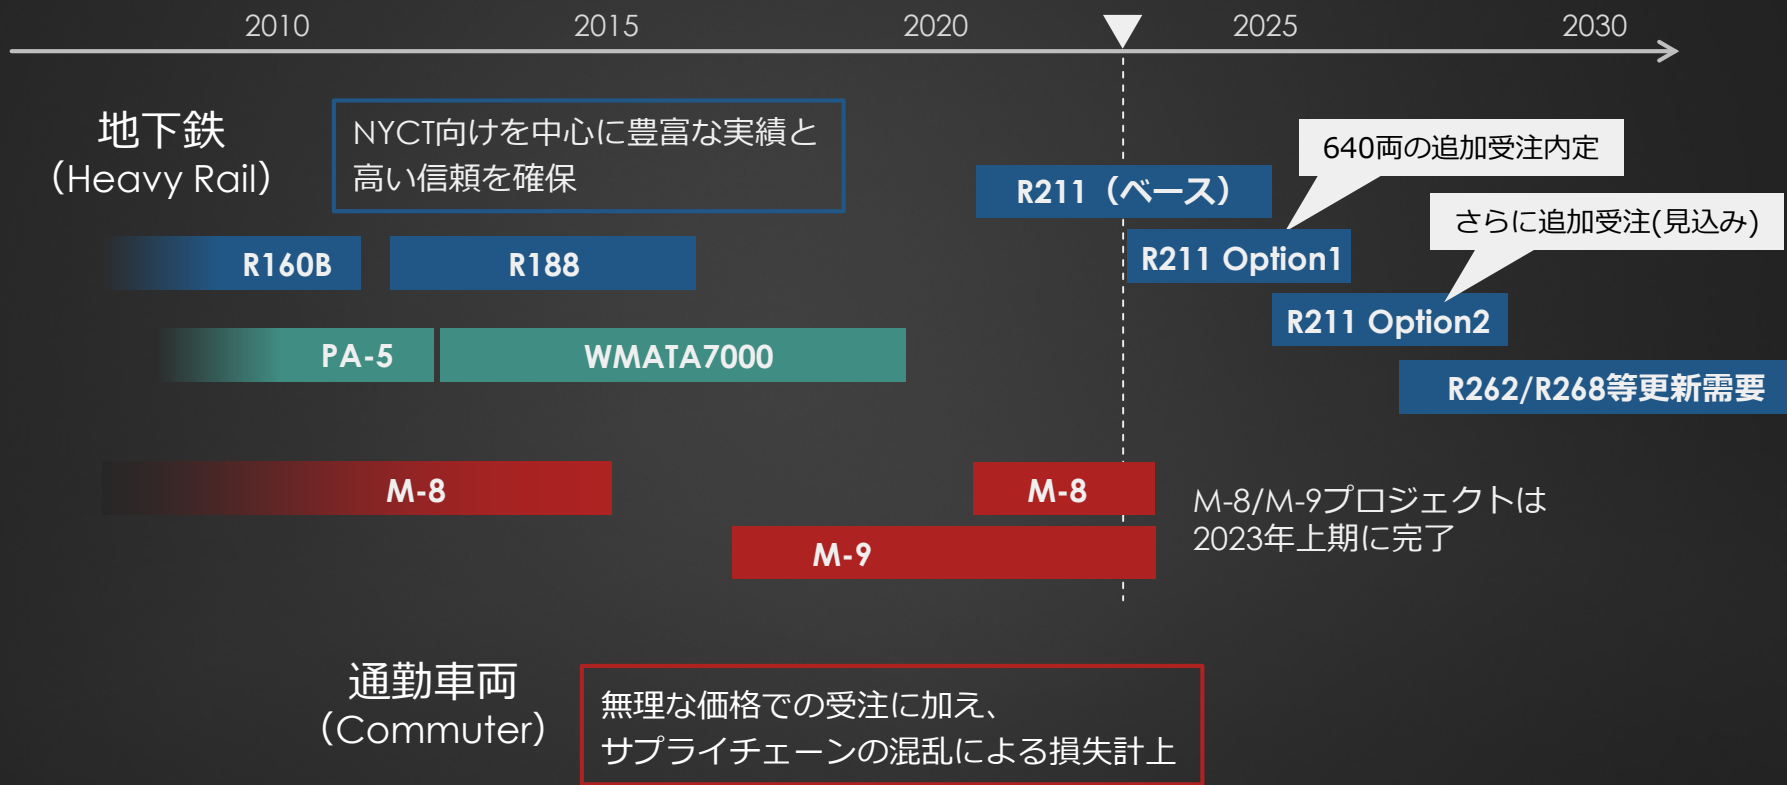 2010
2015
2020
2025
2030
地下鉄
(Heavy Rail)
NYCT向けを中心に豊富な実績と
高い信頼を確保
640両の追加受注内定
R211（ベース）
さらに追加受注(見込み)
R211 Option1
R160B
R188
R211 Option2
PA-5
WMATA7000
R262/R268等更新需要
M-8
M-8
M-8/M-9プロジェクトは
2023年上期に完了
M-9
通勤車両
(Commuter)
無理な価格での受注に加え、
サプライチェーンの混乱による損失計上